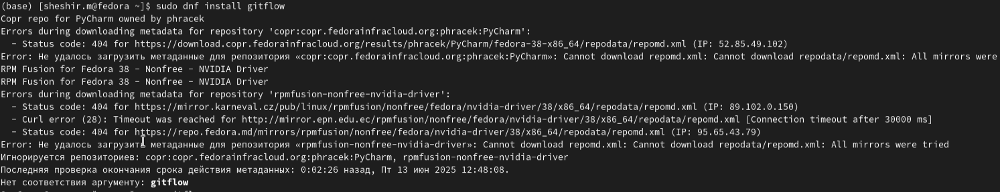 (base) [sheshir.m@fedora ~]$ sudo dnf install gitflow
Copr repo for PyCharm owned by phracek
Errors during downloading metadata for repository 'copr:copr.fedorainfracloud.org:phracek:PyCharm':
  - Status code: 404 for https://download.copr.fedorainfracloud.org/results/phracek/PyCharm/fedora-38-x86_64/repodata/repomd.xml (IP: 52.85.49.102)
Error: Не удалось загрузить метаданные для репозитория «copr:copr.fedorainfracloud.org:phracek:PyCharm»: Cannot download repomd.xml: Cannot download repodata/repomd.xml: All mirrors were
RPM Fusion for Fedora 38 - Nonfree - NVIDIA Driver
RPM Fusion for Fedora 38 - Nonfree - NVIDIA Driver
Errors during downloading metadata for repository 'rpmfusion-nonfree-nvidia-driver':
  - Status code: 404 for https://mirror.karneval.cz/pub/linux/rpmfusion/nonfree/fedora/nvidia-driver/38/x86_64/repodata/repomd.xml (IP: 89.102.0.150)
  - Curl error (28): Timeout was reached for http://mirror.epn.edu.ec/rpmfusion/nonfree/fedora/nvidia-driver/38/x86_64/repodata/repomd.xml [Connection timeout after 30000 ms]
  - Status code: 404 for https://repo.fedora.md/mirrors/rpmfusion/nonfree/fedora/nvidia-driver/38/x86_64/repodata/repomd.xml (IP: 95.65.43.79)
Error: Не удалось загрузить метаданные для репозитория «rpmfusion-nonfree-nvidia-driver»: Cannot download repomd.xml: Cannot download repodata/repomd.xml: All mirrors were tried
Игнорируется репозиториев: copr:copr.fedorainfracloud.org:phracek:PyCharm, rpmfusion-nonfree-nvidia-driver
Последняя проверка окончания срока действия метаданных: 0:02:26 назад, Пт 13 июн 2025 12:48:08.
Нет соответствия аргументу: gitflow